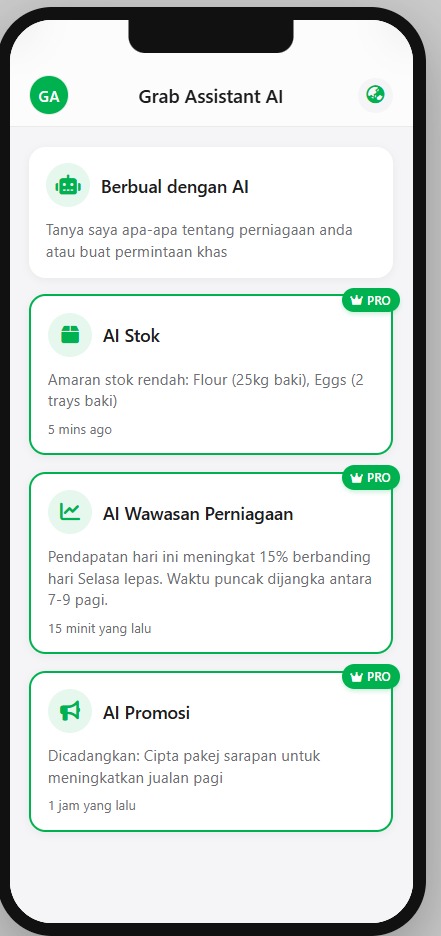 GA
Grab Assistant AI
Berbual dengan AI
Tanya saya apa-apa tentang perniagaan anda
atau buat permintaan khas
PRO
AI Stok
Amaran stok rendah: Flour (25kg baki), Eggs (2
trays baki)
5 mins ago
PRO
AI Wawasan Perniagaan
Pendapatan hari ini meningkat 15% berbanding
hari Selasa lepas. Waktu puncak dijangka antara
7-9 pagi.
15 minit yang lalu
PRO
AI Promosi
Dicadangkan: Cipta pakej sarapan untuk
meningkatkan jualan pagi
1 jam yang lalu